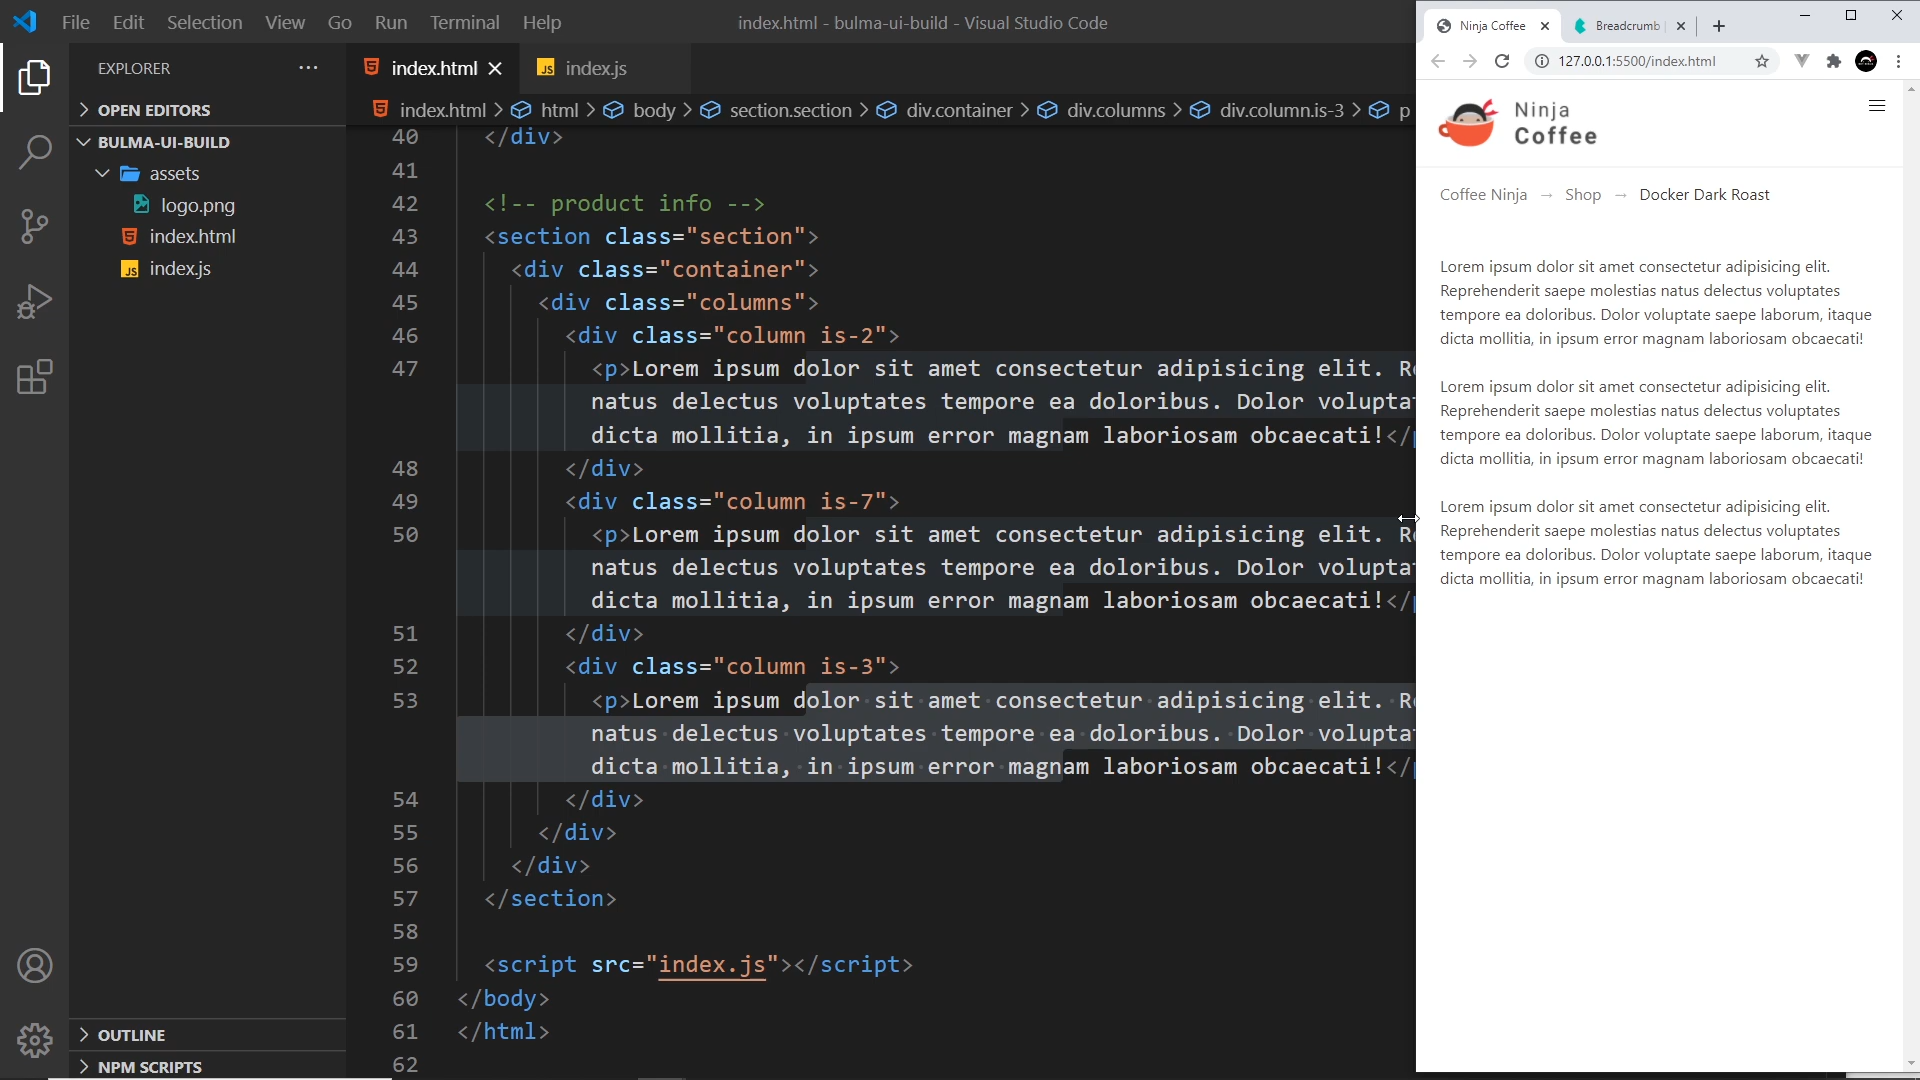 File Edit Selection View Go Run Terminal Help
index.html - bulma-ui-build - Visual Studio Code
EXPLORER
OPEN EDITORS
BULMA-UI-BUILD
assets
logo.png
index.html
index.js
OUTLINE
NPM SCRIPTS
index.html
index.js
index.html > html > body > section.section > div.container > div.columns > div.column.is-3 > p
40 </div>
41
42 <!-- product info -->
43 <section class="section">
44 <div class="container">
45 <div class="columns">
46 <div class="column is-2">
47 <p>Lorem ipsum dolor sit amet consectetur adipisicing elit.
natus delectus voluptates tempore ea doloribus. Dolor
dicta mollitia, in ipsum error magnam laboriosam obcaecati!</
48 </div>
49 <div class="column is-7">
50 <p>Lorem ipsum dolor sit amet consectetur adipisicing elit.
natus delectus voluptates tempore ea doloribus. Dolor
dicta mollitia, in ipsum error magnam laboriosam obcaecati!</
51 </div>
52 <div class="column is-3">
53 <p>Lorem ipsum dolor sit amet consectetur adipisicing elit.
natus delectus voluptates tempore ea doloribus. Dolor
dicta mollitia, in ipsum error magnam laboriosam obcaecati!</
54 </div>
55 </div>
56 </div>
57 </section>
58
59 <script src="index.js"></script>
60 </body>
61 </html>
62
Ninja Coffee
Breadcrumb
127.0.0.1:5500/index.html
Ninja
Coffee
Coffee Ninja → Shop → Docker Dark Roast
Lorem ipsum dolor sit amet consectetur adipisicing elit.
Reprehenderit saepe molestias natus delectus voluptates
tempore ea doloribus. Dolor voluptate saepe laborum, itaque
dicta mollitia, in ipsum error magnam laboriosam obcaecati!
Lorem ipsum dolor sit amet consectetur adipisicing elit.
Reprehenderit saepe molestias natus delectus voluptates
tempore ea doloribus. Dolor voluptate saepe laborum, itaque
dicta mollitia, in ipsum error magnam laboriosam obcaecati!
Lorem ipsum dolor sit amet consectetur adipisicing elit.
Reprehenderit saepe molestias natus delectus voluptates
tempore ea doloribus. Dolor voluptate saepe laborum, itaque
dicta mollitia, in ipsum error magnam laboriosam obcaecati!